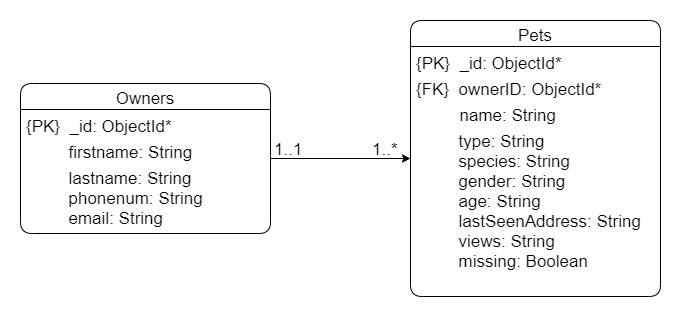 Owners
{PK} _id: ObjectId*
firstname: String
lastname: String
phonenum: String
email: String
1..1
1..*
Pets
{PK} _id: ObjectId*
{FK} ownerID: ObjectId*
name: String
type: String
species: String
gender: String
age: String
lastSeenAddress: String
views: String
missing: Boolean